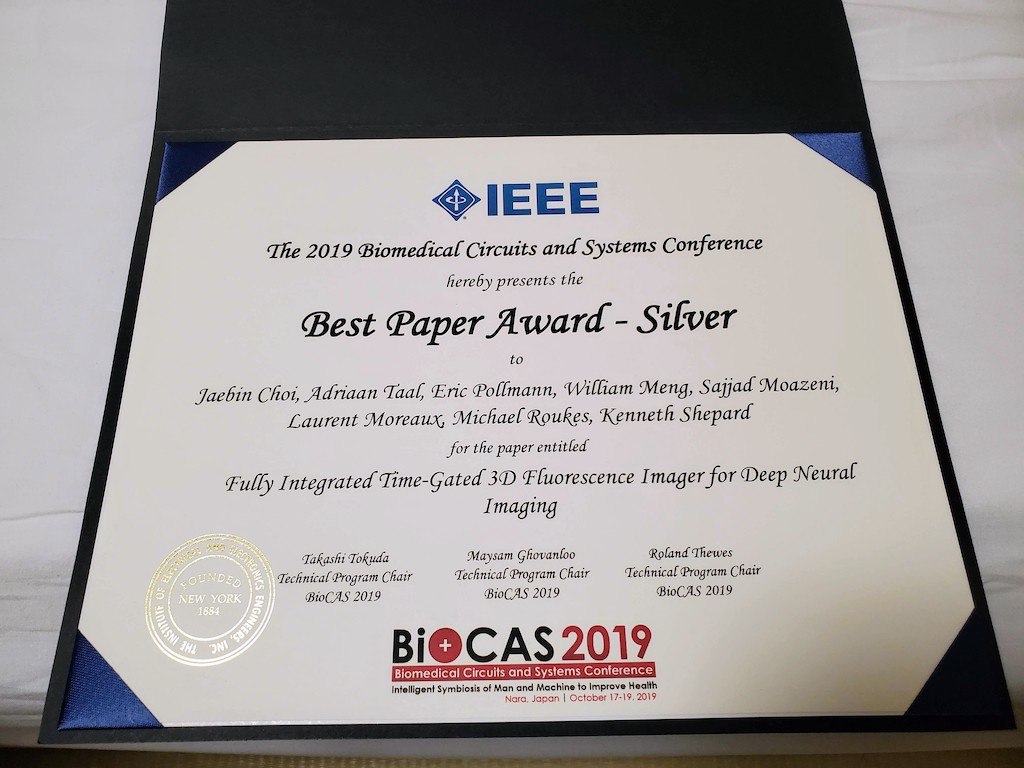 IEEE
The 2019 Biomedical Circuits and Systems Conference
hereby presents the
Best Paper Award - Silver
to
Jaebin Choi, Adriaan Taal, Eric Pollmann, William Meng, Sajjad Moazeni,
Laurent Moreaux, Michael Roukes, Kenneth Shepard
for the paper entitled
Fully Integrated Time-Gated 3D Fluorescence Imager for Deep Neural
Imaging
THE INSTITUTE OF ELECTRICAL AND ELECTRONICS ENGINEERS, INC.
FOUNDED
NEW YORK
1884
Takashi Tokuda
Technical Program Chair
BioCAS 2019
Maysam Ghovanloo
Technical Program Chair
BioCAS 2019
Roland Thewes
Technical Program Chair
BioCAS 2019
BiOCAS 2019
Biomedical Circuits and Systems Conference
Intelligent Symbiosis of Man and Machine to Improve Health
Nara, Japan | October 17-19, 2019